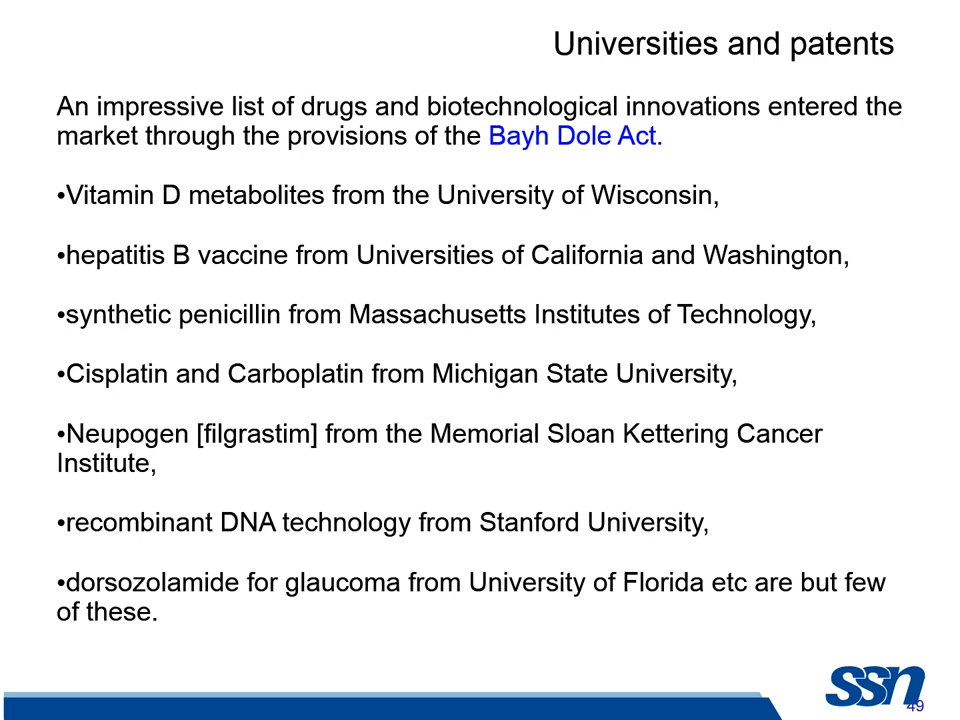 Universities and patents
An impressive list of drugs and biotechnological innovations entered the
market through the provisions of the Bayh Dole Act.
•Vitamin D metabolites from the University of Wisconsin,
•hepatitis B vaccine from Universities of California and Washington,
•synthetic penicillin from Massachusetts Institutes of Technology,
•Cisplatin and Carboplatin from Michigan State University,
•Neupogen [filgrastim] from the Memorial Sloan Kettering Cancer
Institute,
•recombinant DNA technology from Stanford University,
•dorsozolamide for glaucoma from University of Florida etc are but few
of these.
ssn
49